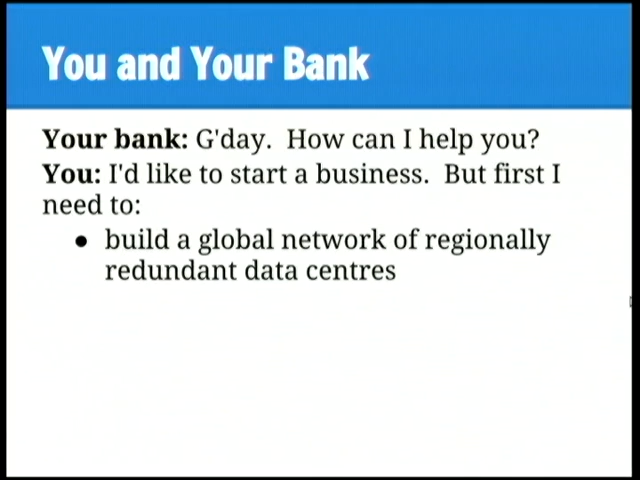 You and Your Bank
Your bank: G'day.  How can I help you?
You: I'd like to start a business.  But first I
need to:
● build a global network of regionally
redundant data centres